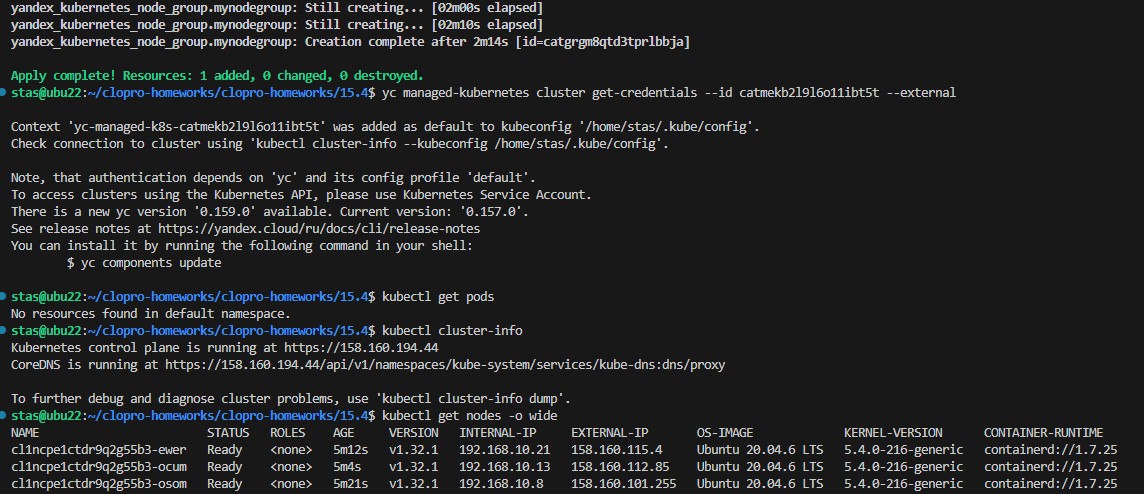 yandex_kubernetes_node_group.mynodegroup: Still creating... [02m00s elapsed]
yandex_kubernetes_node_group.mynodegroup: Still creating... [02m10s elapsed]
yandex_kubernetes_node_group.mynodegroup: Creation complete after 2m14s [id=catgrgm8qtd3tprlbbja]
Apply complete! Resources: 1 added, 0 changed, 0 destroyed.
stas@ubu22:~/clopro-homeworks/clopro-homeworks/15.4$ yc managed-kubernetes cluster get-credentials --id catmekb2l9l6o11ibt5t --external
Context 'yc-managed-k8s-catmekb2l9l6o11ibt5t' was added as default to kubeconfig '/home/stas/.kube/config'.
Check connection to cluster using 'kubectl cluster-info --kubeconfig /home/stas/.kube/config'.
Note, that authentication depends on 'yc' and its config profile 'default'.
To access clusters using the Kubernetes API, please use Kubernetes Service Account.
There is a new yc version '0.159.0' available. Current version: '0.157.0'.
See release notes at https://yandex.cloud/ru/docs/cli/release-notes
You can install it by running the following command in your shell:
$ yc components update
stas@ubu22:~/clopro-homeworks/clopro-homeworks/15.4$ kubectl get pods
No resources found in default namespace.
stas@ubu22:~/clopro-homeworks/clopro-homeworks/15.4$ kubectl cluster-info
Kubernetes control plane is running at https://158.160.194.44
CoreDNS is running at https://158.160.194.44/api/v1/namespaces/kube-system/services/kube-dns:dns/proxy
To further debug and diagnose cluster problems, use 'kubectl cluster-info dump'.
stas@ubu22:~/clopro-homeworks/clopro-homeworks/15.4$ kubectl get nodes -o wide
NAME STATUS ROLES AGE VERSION INTERNAL-IP EXTERNAL-IP OS-IMAGE KERNEL-VERSION CONTAINER-RUNTIME
cl1ncpe1ctdr9q2g55b3-ewer Ready <none> 5m12s v1.32.1 192.168.10.21 158.160.115.4 Ubuntu 20.04.6 LTS 5.4.0-216-generic containerd://1.7.25
cl1ncpe1ctdr9q2g55b3-ocum Ready <none> 5m4s v1.32.1 192.168.10.13 158.160.112.85 Ubuntu 20.04.6 LTS 5.4.0-216-generic containerd://1.7.25
cl1ncpe1ctdr9q2g55b3-osom Ready <none> 5m21s v1.32.1 192.168.10.8 158.160.101.255 Ubuntu 20.04.6 LTS 5.4.0-216-generic containerd://1.7.25